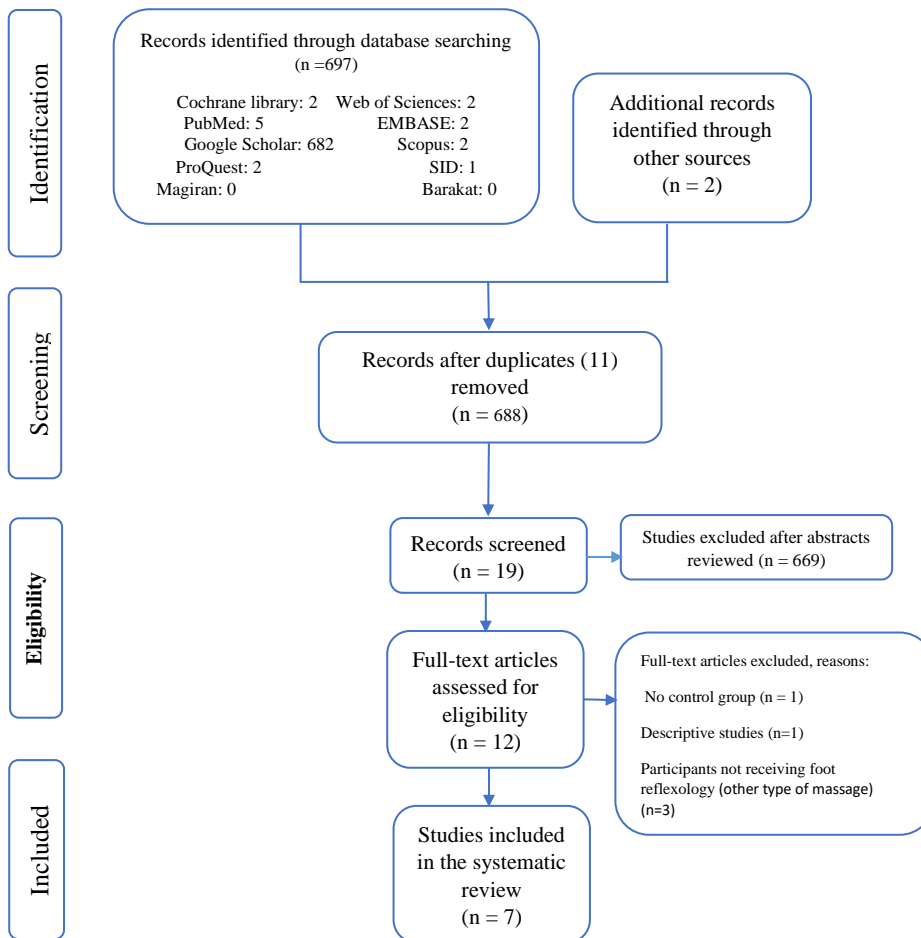 Identification
Records identified through database searching
(n =697)
Cochrane library: 2 Web of Sciences: 2
PubMed: 5 EMBASE: 2
Google Scholar: 682 Scopus: 2
ProQuest: 2 SID: 1
Magiran: 0 Barakat: 0
Additional records
identified through
other sources
(n = 2)
Screening
Records after duplicates (11)
removed
(n = 688)
Eligibility
Records screened
(n = 19)
Studies excluded after abstracts
reviewed (n = 669)
Full-text articles
assessed for
eligibility
(n = 12)
Full-text articles excluded, reasons:
No control group (n = 1)
Descriptive studies (n=1)
Participants not receiving foot
reflexology (other type of massage)
(n=3)
Included
Studies included
in the systematic
review
(n = 7)